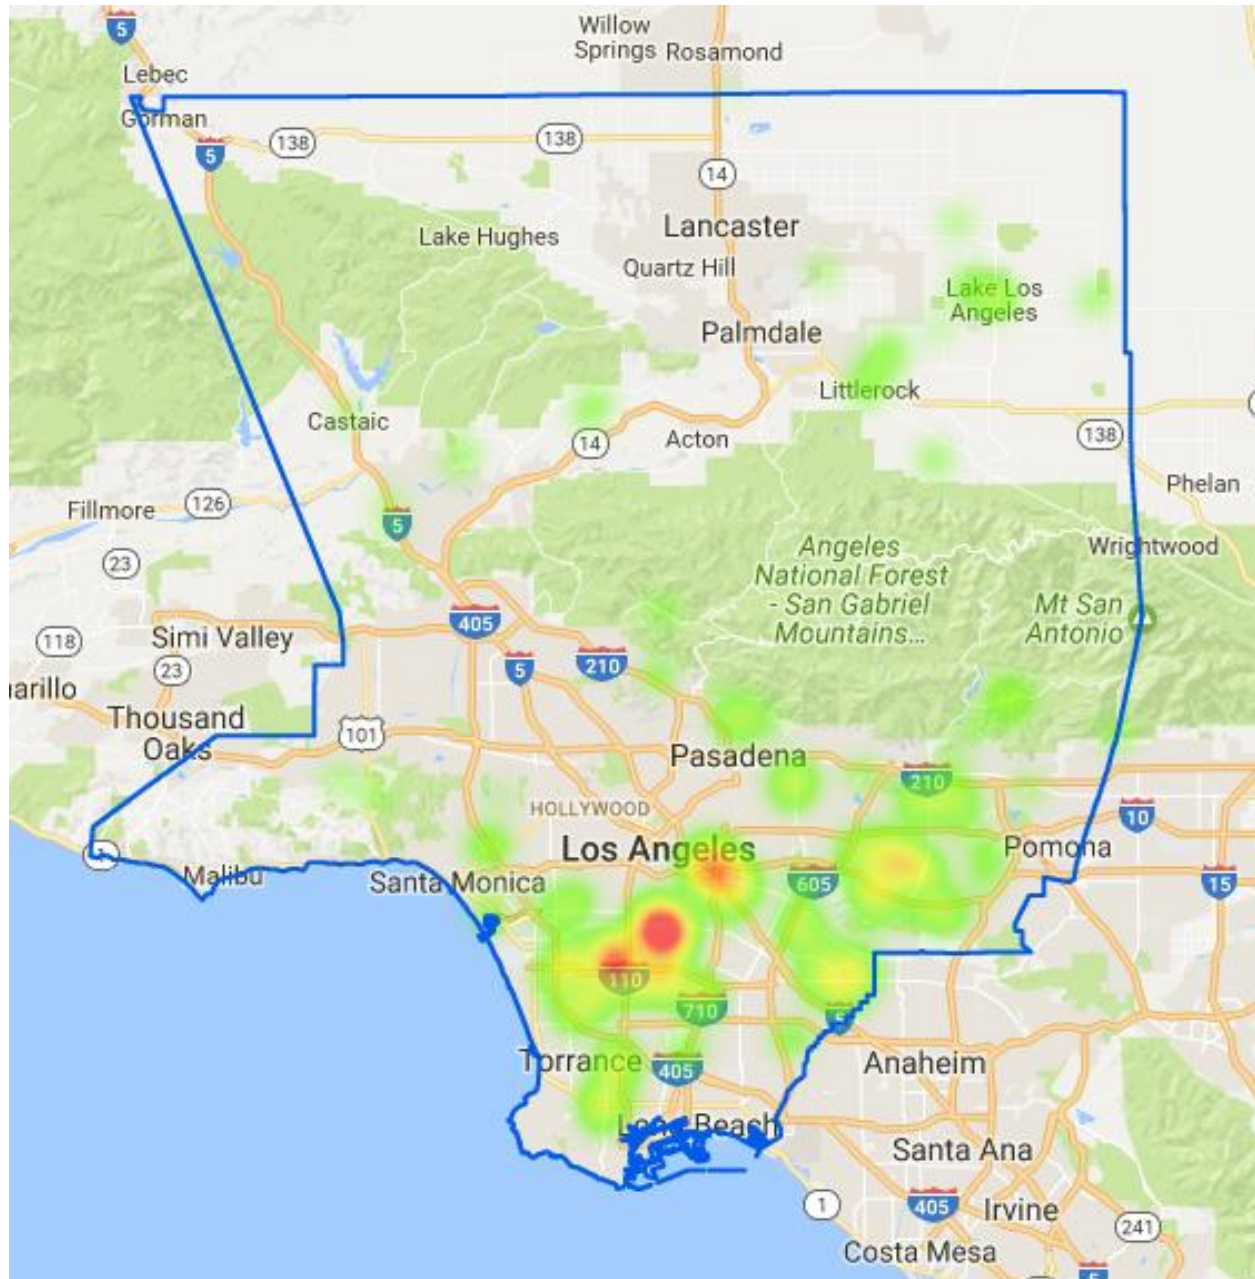 5
Willow
Springs
Rosamond
Lebec
Gorman
5
138
138
14
Lancaster
Lake Hughes
Quartz Hill
Lake Los
Angeles
Palmdale
Littlerock
Castaic
14
Acton
138
Phelan
Fillmore
126
5
Angeles
National Forest
- San Gabriel
Mountains...
Wrightwood
23
Mt San
Antonio
118
Simi Valley
405
5
210
23
arillo
Thousand
Oaks
101
Pasadena
210
HOLLYWOOD
10
Los Angeles
Pomona
1
Malibu
Santa Monica
605
15
110
710
5
Torrance
405
Anaheim
Long Beach
Santa Ana
1
405
Irvine
241
Costa Mesa
5